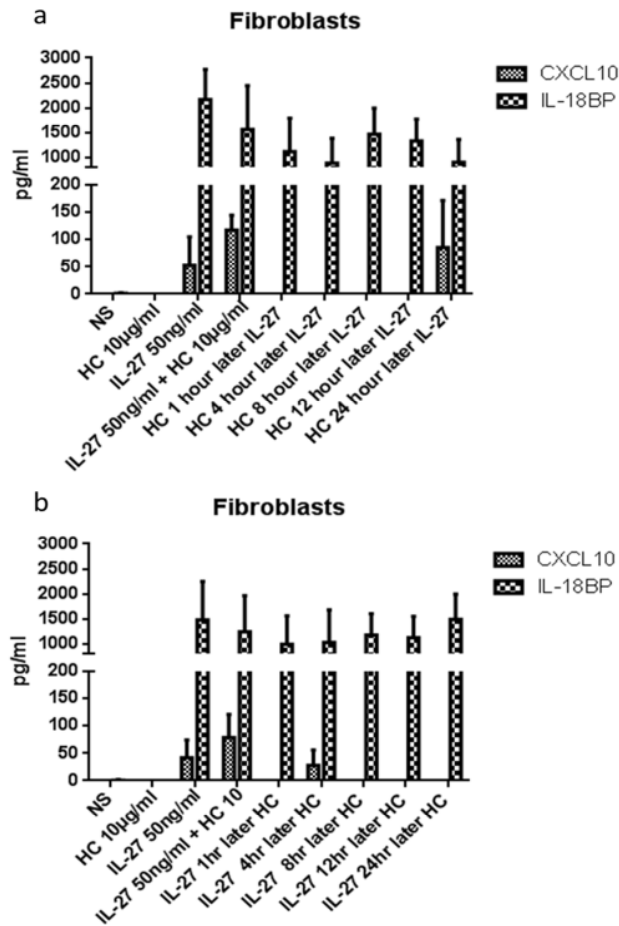 a
Fibroblasts
3000
2500
2000
1500
1000
200
150
100
50
0
pg/ml
CXCL10
IL-18BP
NS
HC 10µg/ml
IL-27 50ng/ml
IL-27 50ng/ml + HC 10µg/ml
HC 1 hour later IL-27
HC 4 hour later IL-27
HC 8 hour later IL-27
HC 12 hour later IL-27
HC 24 hour later IL-27
b
Fibroblasts
3000
2500
2000
1500
1000
200
150
100
50
0
pg/ml
CXCL10
IL-18BP
NS
HC 10µg/ml
IL-27 50ng/ml
IL-27 50ng/ml + HC 10
IL-27 1hr later HC
IL-27 4hr later HC
IL-27 8hr later HC
IL-27 12hr later HC
IL-27 24hr later HC